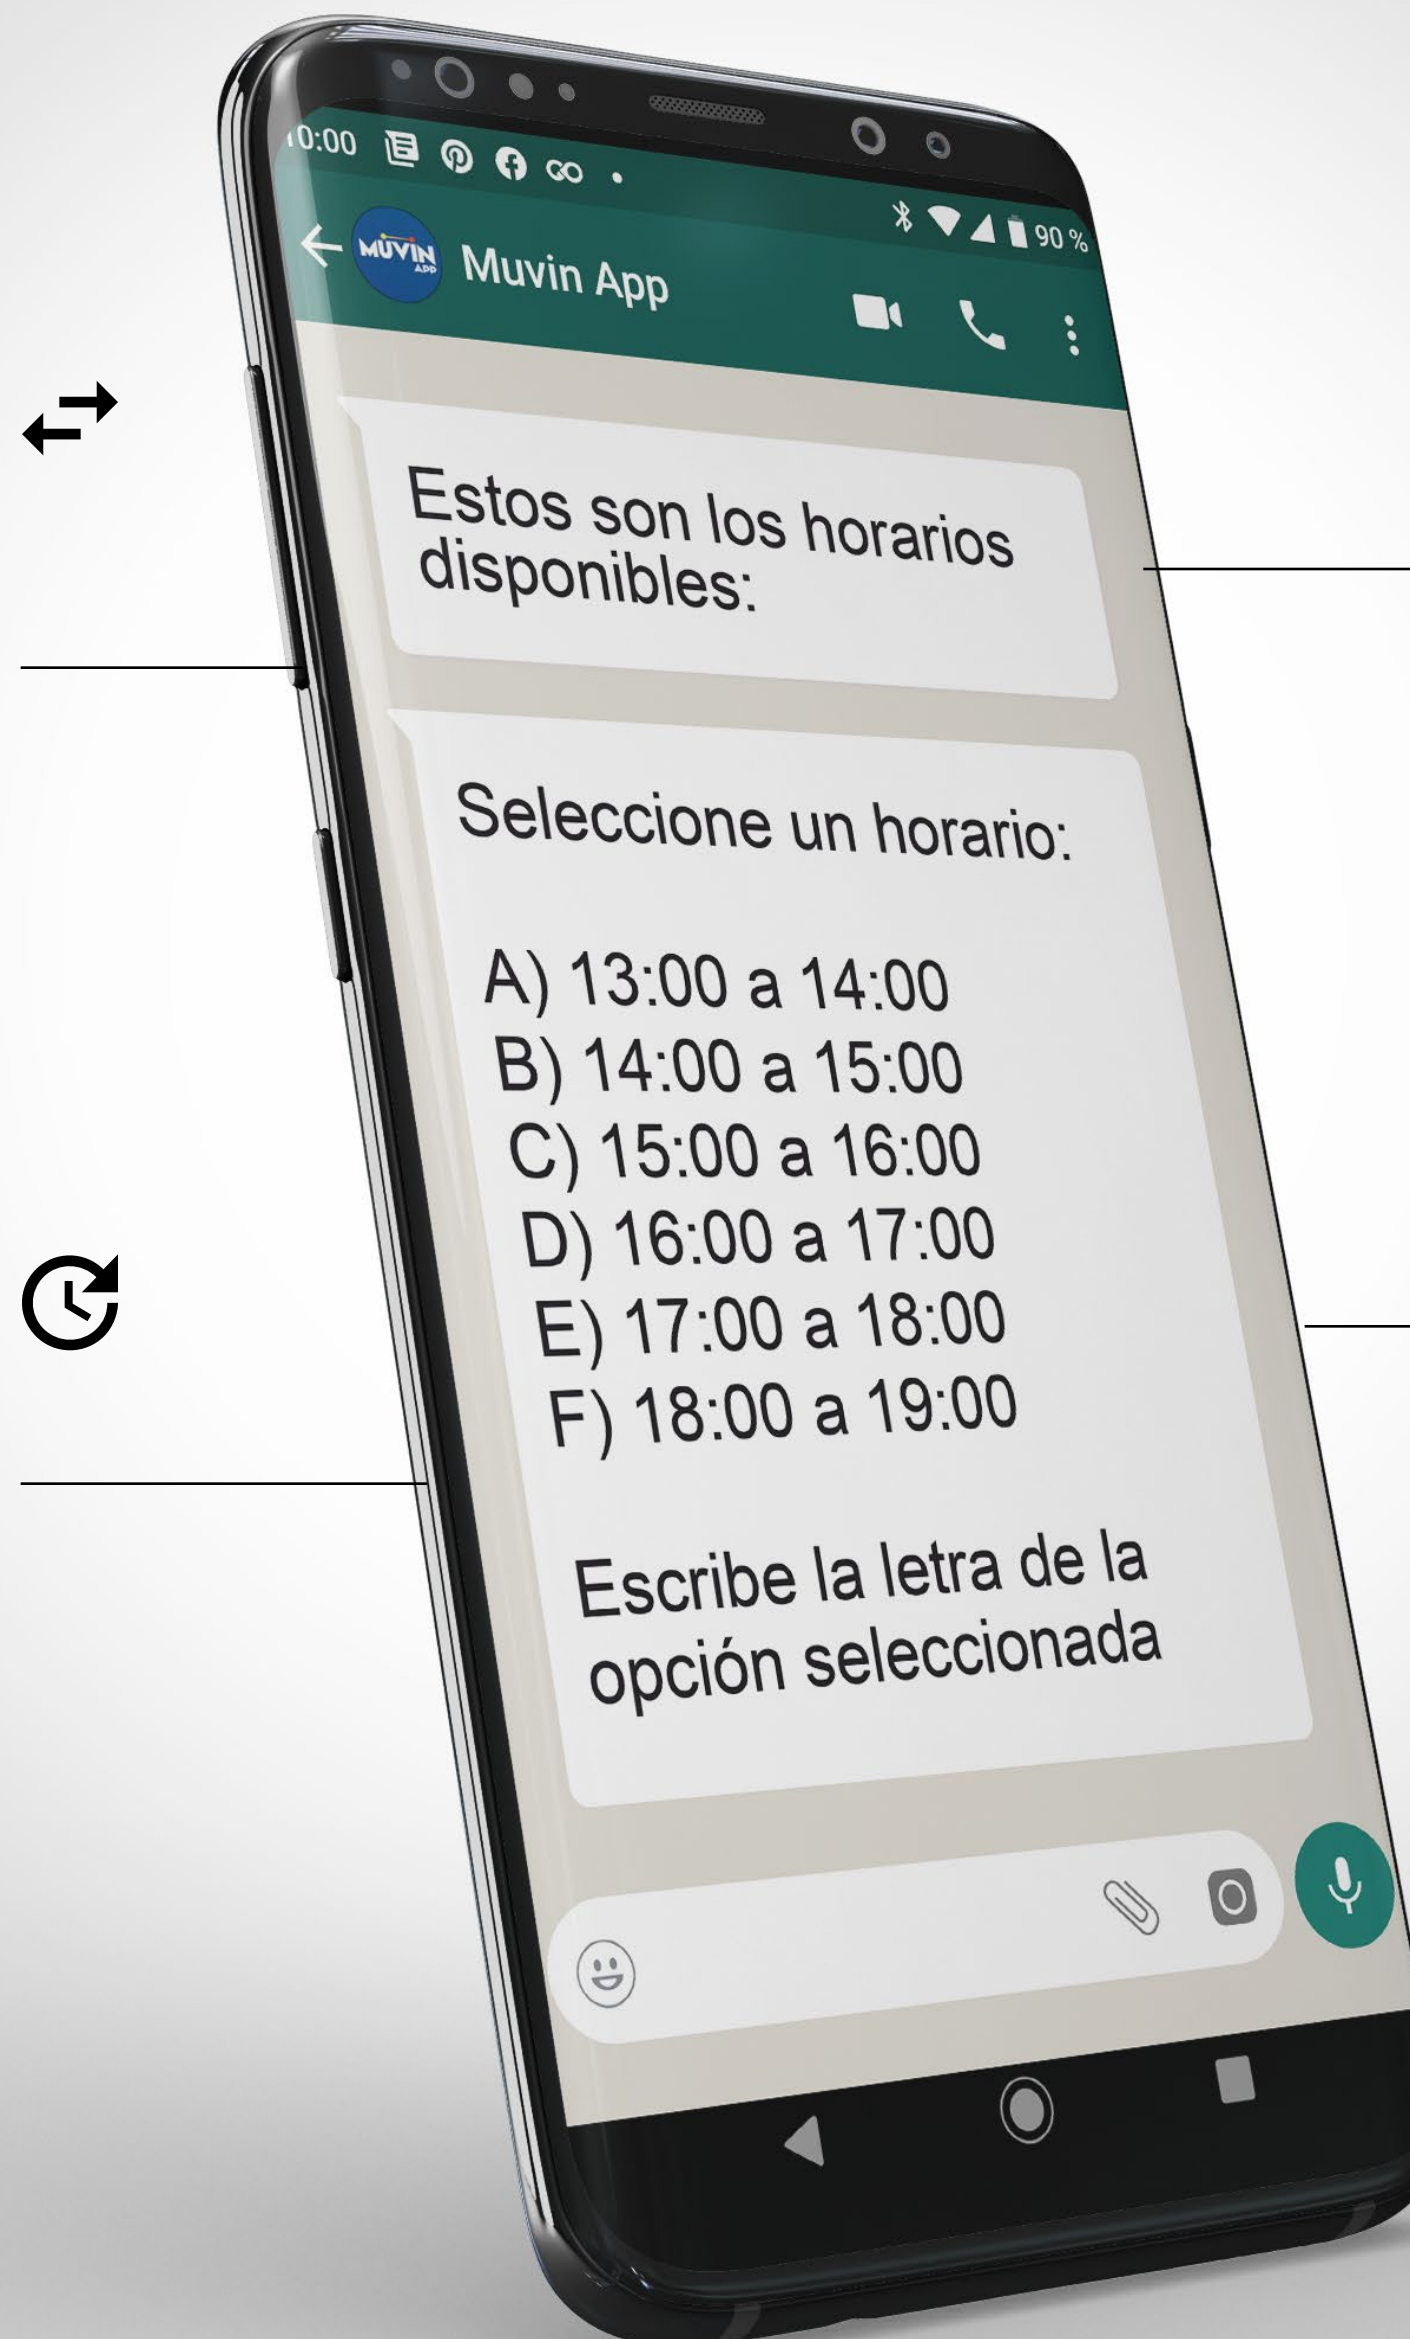 10:00
90 %
MUVIN
APP
Muvin App
Estos son los horarios
disponibles:
Seleccione un horario:
A) 13:00 a 14:00
B) 14:00 a 15:00
C) 15:00 a 16:00
D) 16:00 a 17:00
E) 17:00 a 18:00
F) 18:00 a 19:00
Escribe la letra de la
opción seleccionada